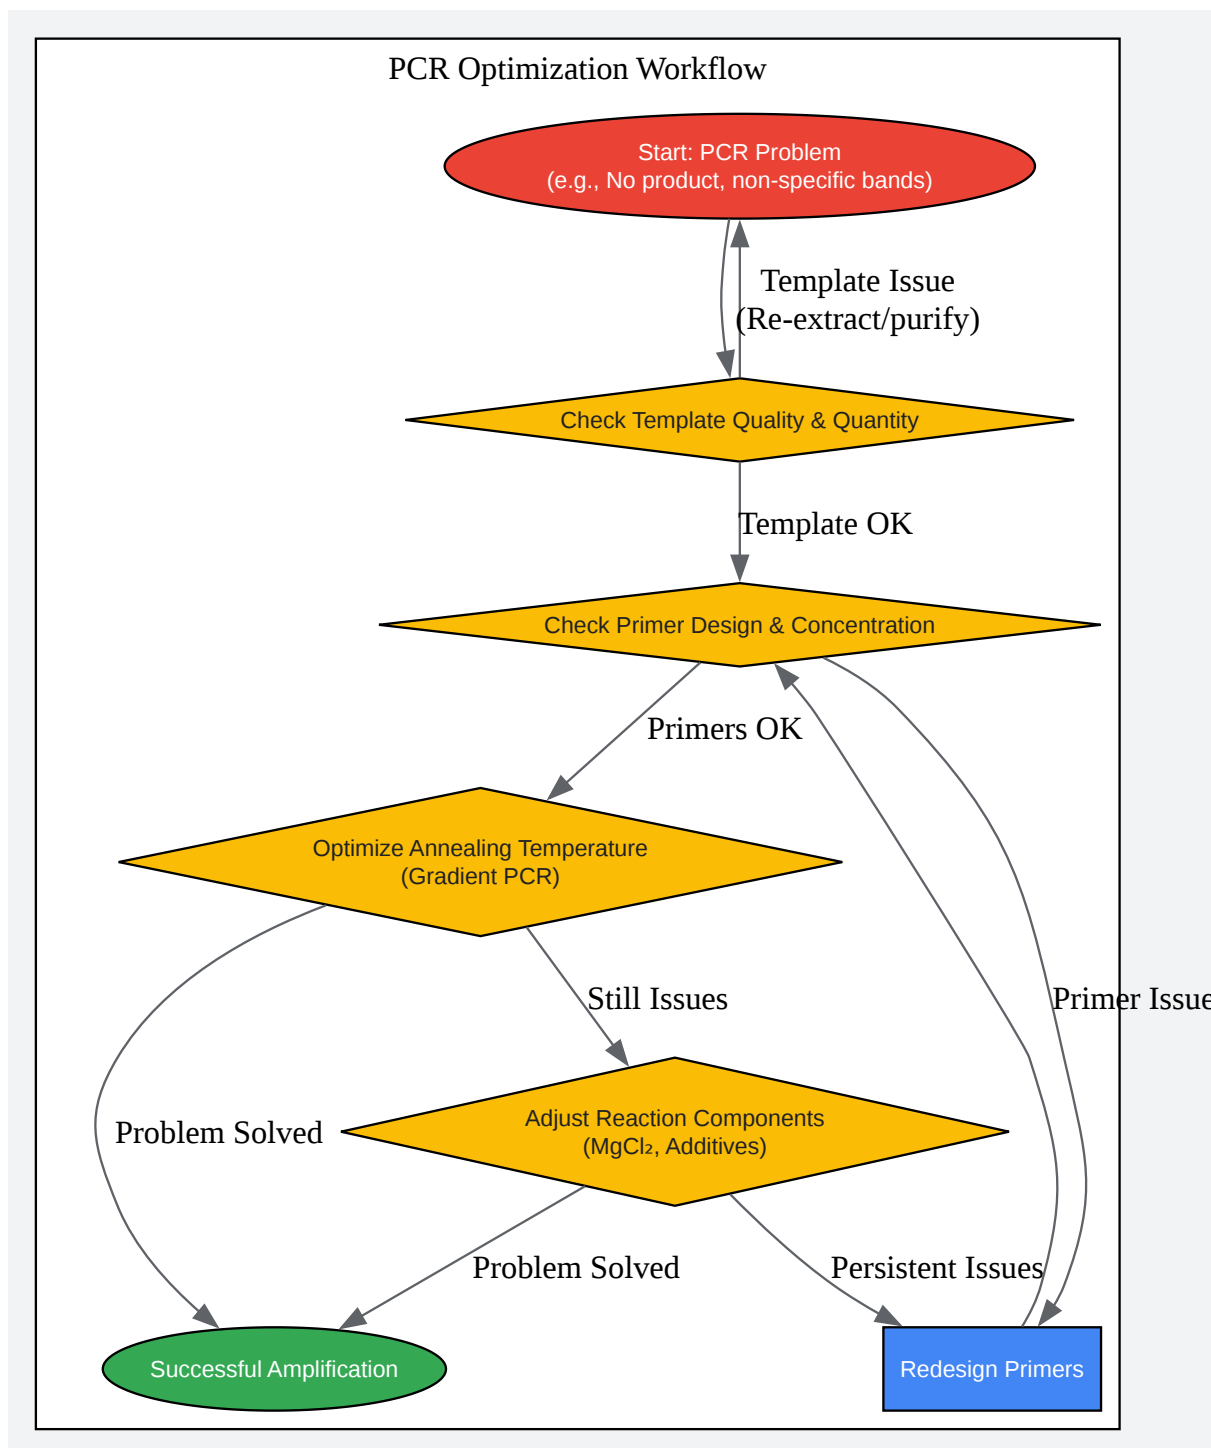 PCR Optimization Workflow
Start: PCR Problem
(e.g., No product, non-specific bands)
Template Issue
(Re-extract/purify)
Check Template Quality & Quantity
Template OK
Check Primer Design & Concentration
Primers OK
Optimize Annealing Temperature
(Gradient PCR)
Still Issues
Primer Issue
Adjust Reaction Components
(MgCl₂, Additives)
Problem Solved
Problem Solved
Persistent Issues
Successful Amplification
Redesign Primers